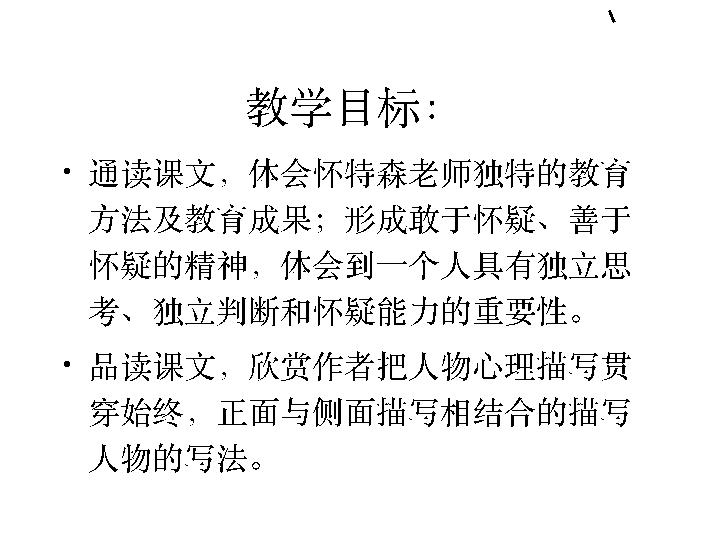 教学目标：
• 通读课文，体会怀特森老师独特的教育
方法及教育成果；形成敢于怀疑、善于
怀疑的精神，体会到一个人具有独立思
考、独立判断和怀疑能力的重要性。
• 品读课文，欣赏作者把人物心理描写贯
穿始终，正面与侧面描写相结合的描写
人物的写法。